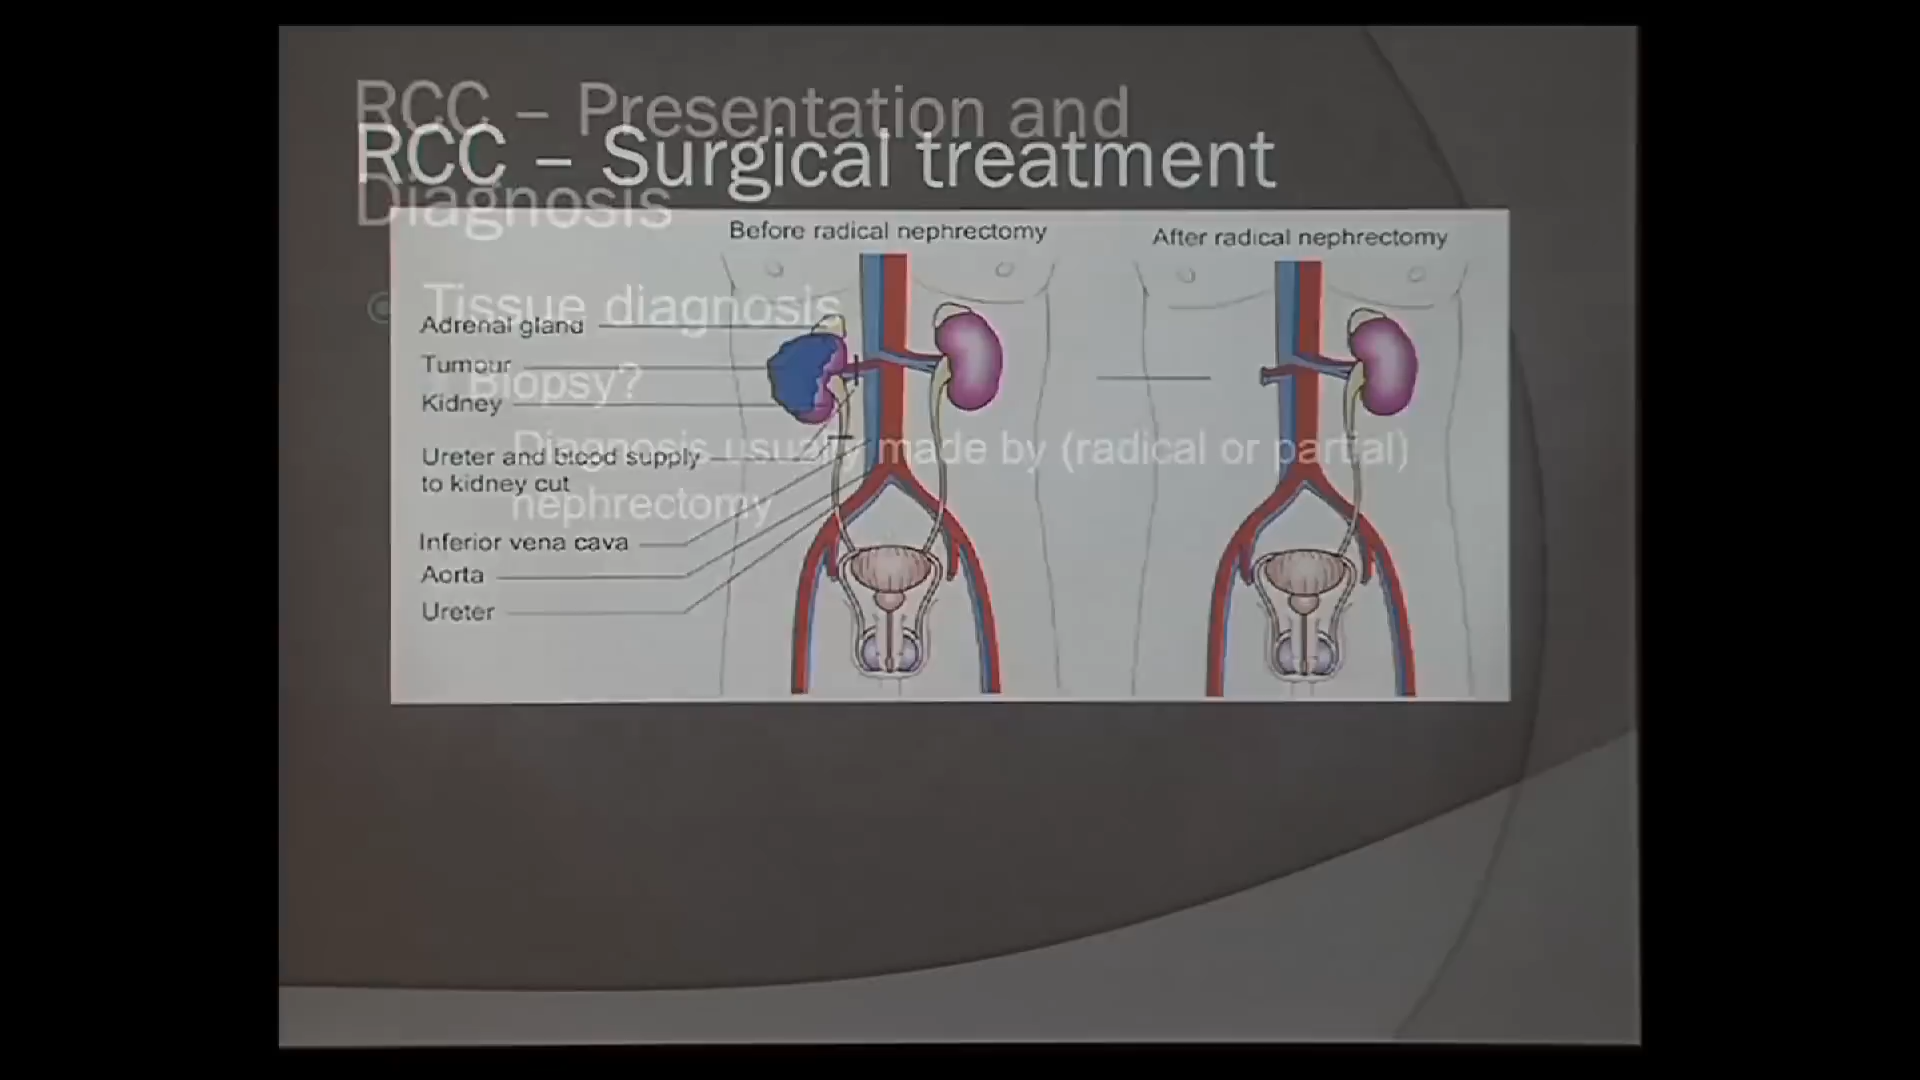 RCC – Presentation and
Diagnosis
RCC – Surgical treatment
Tissue diagnosis
Biopsy?
Diagnosis usually made by (radical or partial)
nephrectomy
Before radical nephrectomy
After radical nephrectomy
Adrenal gland
Tumour
Kidney
Ureter and blood supply
to kidney cut
Inferior vena cava
Aorta
Ureter